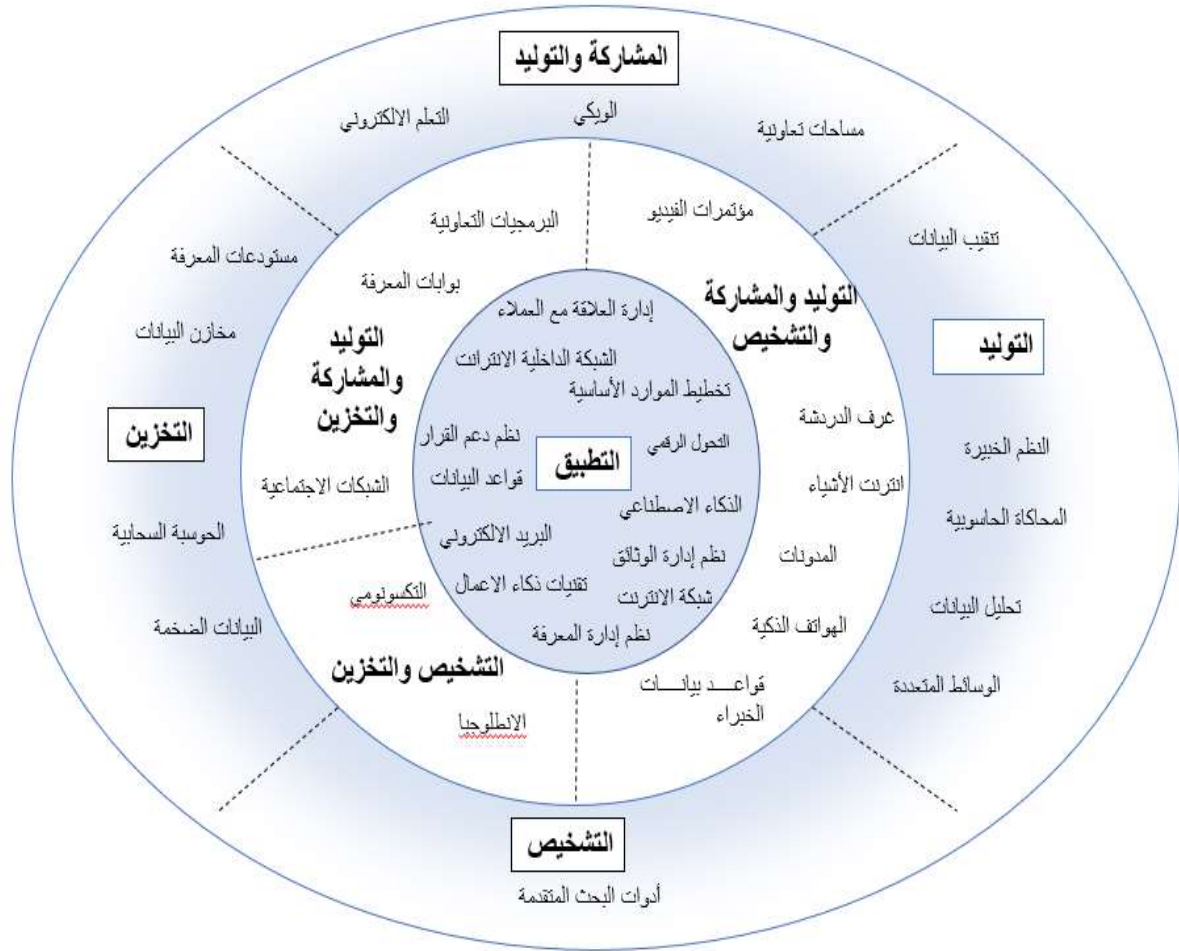 المشاركة والتوليد
مساحات تعاونية
الويكي
التعلم الالكتروني
التوليد
تنقيب البيانات
النظم الخبيرة
المحاكاة الحاسوبية
تحليل البيانات
الوسائط المتعددة
التشخيص
أدوات البحث المتقدمة
التخزين
مستودعات المعرفة
مخازن البيانات
الحوسبة السحابية
البيانات الضخمة
مؤتمرات الفيديو
التوليد والمشاركة
والتشخيص
غرف الدردشة
انترنت الأشياء
المدونات
الهواتف الذكية
قواعـــد بيانـــات
الخبراء
البرمجيات التعاونية
بوابات المعرفة
التوليد
والمشاركة
والتخزين
الشبكات الاجتماعية
التكسونومي
التشخيص والتخزين
الانطلوجيا
إدارة العلاقة مع العملاء
الشبكة الداخلية الانترانت
تخطيط الموارد الأساسية
نظم دعم القرار
التحول الرقمي
التطبيق
قواعد البيانات
الذكاء الاصطناعي
البريد الالكتروني
نظم إدارة الوثائق
تقنيات ذكاء الاعمال
شبكة الانترنت
نظم إدارة المعرفة